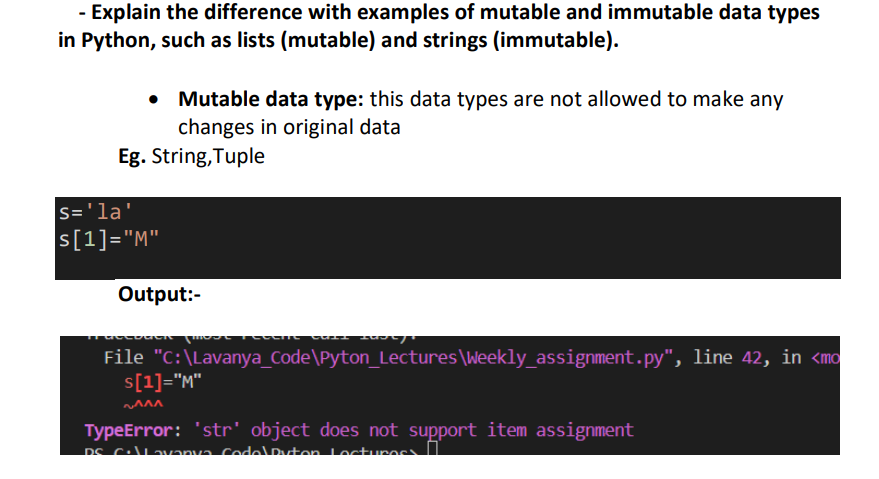 - Explain the difference with examples of mutable and immutable data types
in Python, such as lists (mutable) and strings (immutable).
• Mutable data type: this data types are not allowed to make any
changes in original data
Eg. String,Tuple
s='la'
s[1]="M"
Output:-
File "C:\Lavanya_Code\Pyton_Lectures\Weekly_assignment.py", line 42, in <mo
s[1]="M"
~^^^
TypeError: 'str' object does not support item assignment
PS C:\Lavanya_Code\Pyton_Lectures>